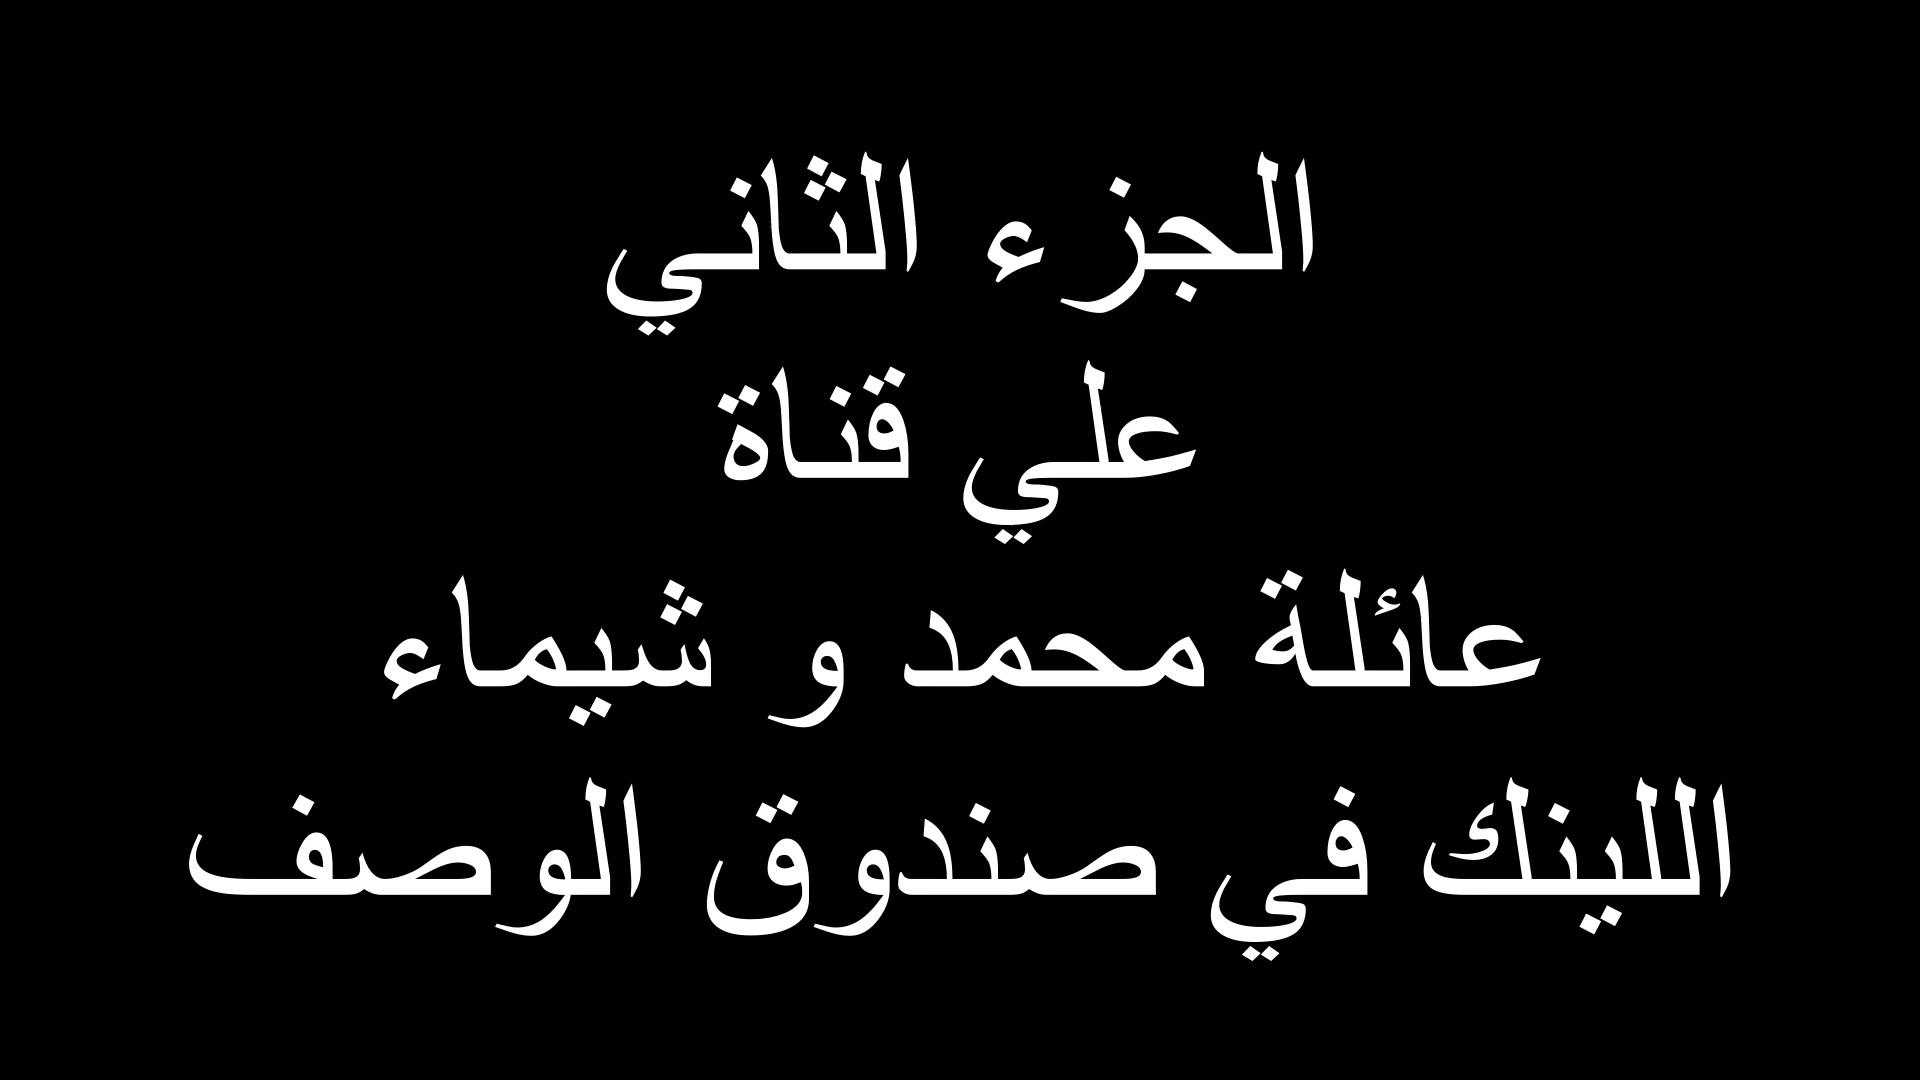 الجزء الثاني
علي قناة
عائلة محمد و شيماء
اللينك في صندوق الوصف